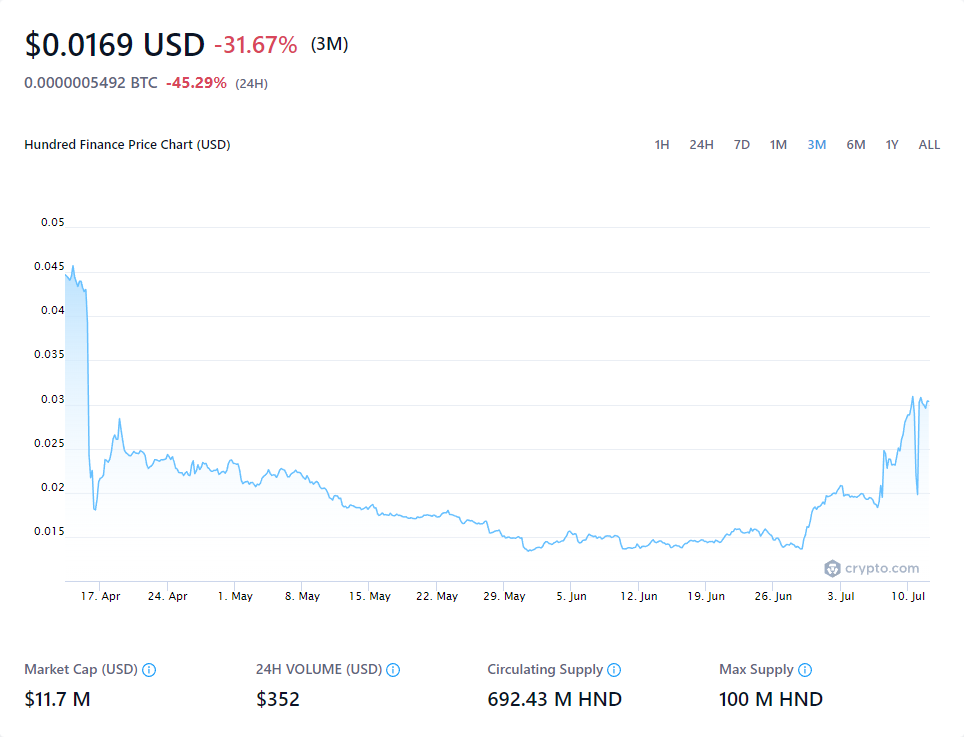 $0.0169 USD -31.67% (3M)
0.0000005492 BTC -45.29% (24H)
Hundred Finance Price Chart (USD) 1H 24H 7D 1M 3M 6M 1Y ALL
0.05
0.045
0.04
0.035
0.03
0.025
0.02
0.015
crypto.com
17. Apr 24. Apr 1. May 8. May 15. May 22. May 29. May 5. Jun 12. Jun 19. Jun 26. Jun 3. Jul 10. Jul
Market Cap (USD) 24H VOLUME (USD) Circulating Supply Max Supply
$11.7 M $352 692.43 M HND 100 M HND